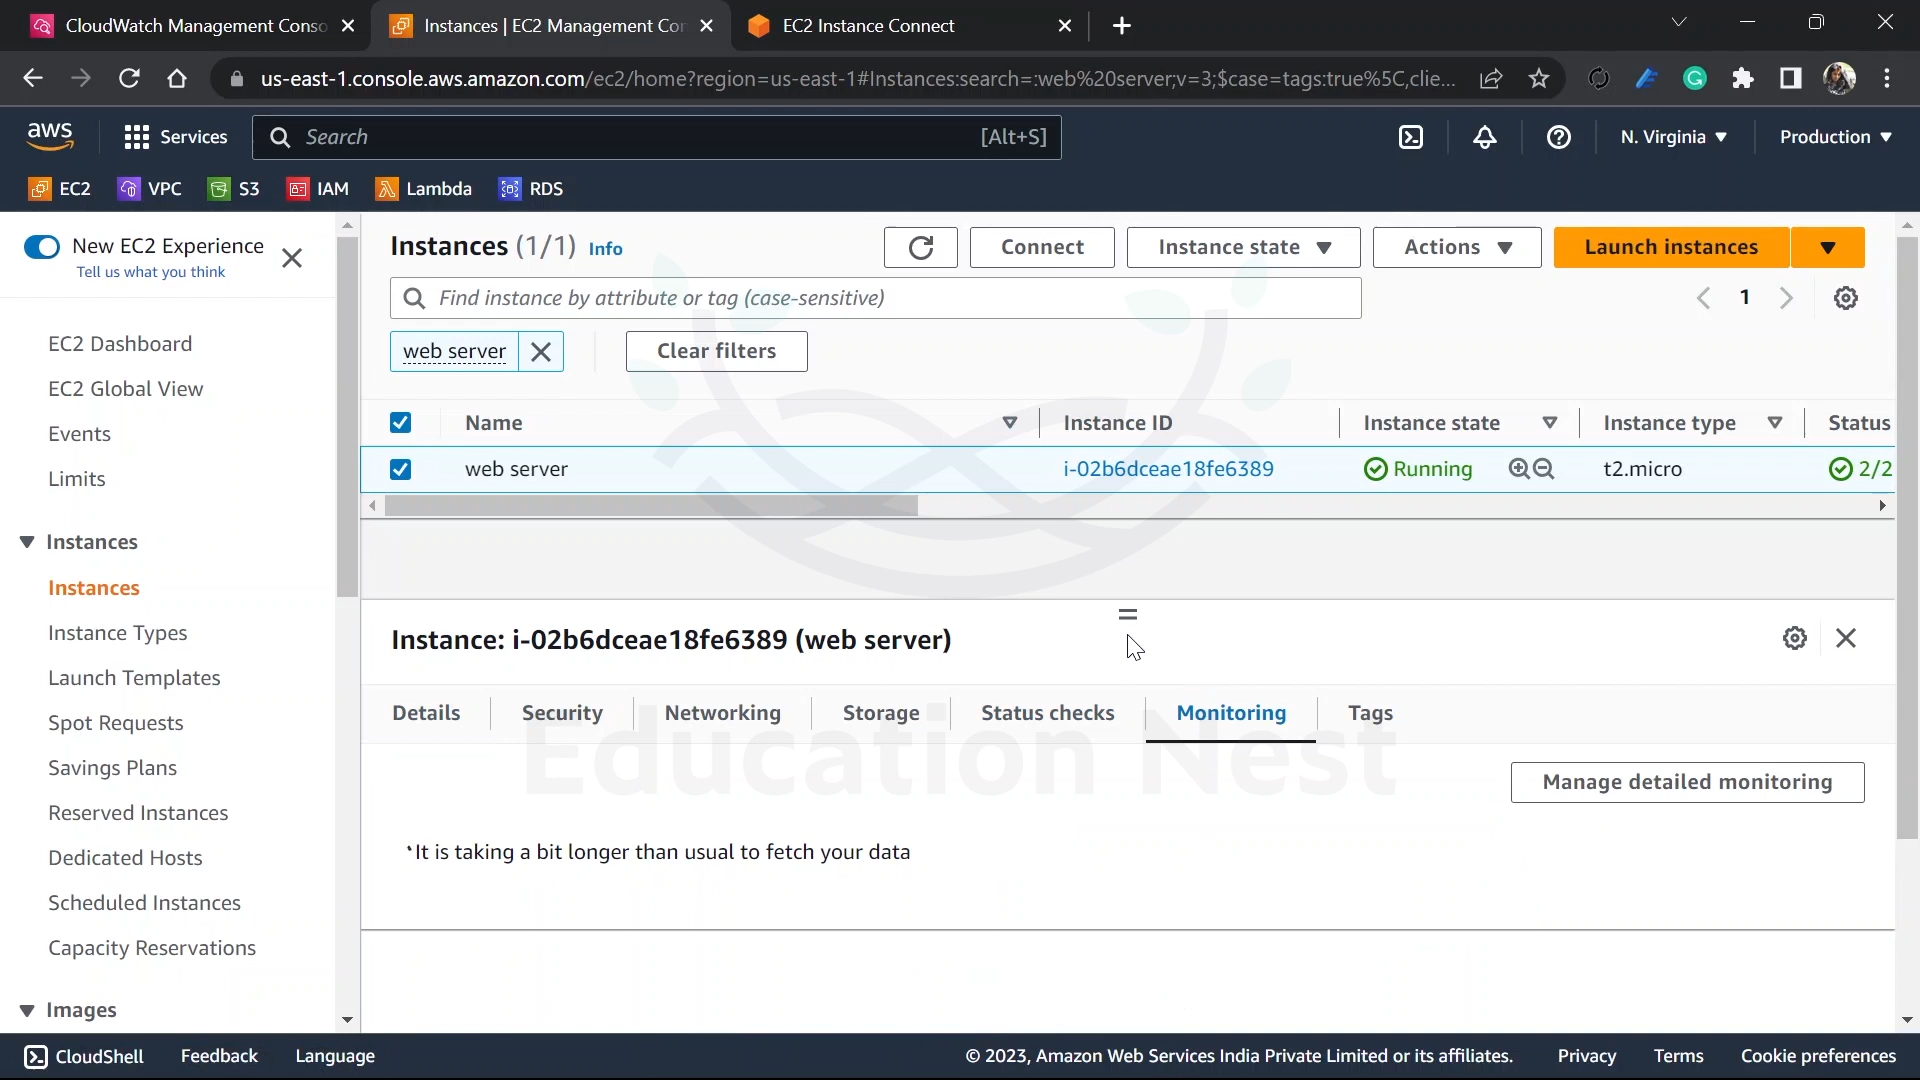 CloudWatch Management Conso
Instances | EC2 Management Con
EC2 Instance Connect
us-east-1.console.aws.amazon.com/ec2/home?region=us-east-1#Instances:search=:web%20server;v=3;$case=tags:true%5C,clie...
aws
Services
Search
[Alt+S]
N. Virginia
Production
EC2
VPC
S3
IAM
Lambda
RDS
New EC2 Experience
Tell us what you think
EC2 Dashboard
EC2 Global View
Events
Limits
Instances
Instances
Instance Types
Launch Templates
Spot Requests
Savings Plans
Reserved Instances
Dedicated Hosts
Scheduled Instances
Capacity Reservations
Images
Instances (1/1) Info
Connect
Instance state
Actions
Launch instances
Find instance by attribute or tag (case-sensitive)
1
web server
Clear filters
Name
Instance ID
Instance state
Instance type
Status
web server
i-02b6dceae18fe6389
Running
t2.micro
2/2
Instance: i-02b6dceae18fe6389 (web server)
Details
Security
Networking
Storage
Status checks
Monitoring
Tags
Education Nest
Manage detailed monitoring
It is taking a bit longer than usual to fetch your data
CloudShell
Feedback
Language
© 2023, Amazon Web Services India Private Limited or its affiliates.
Privacy
Terms
Cookie preferences